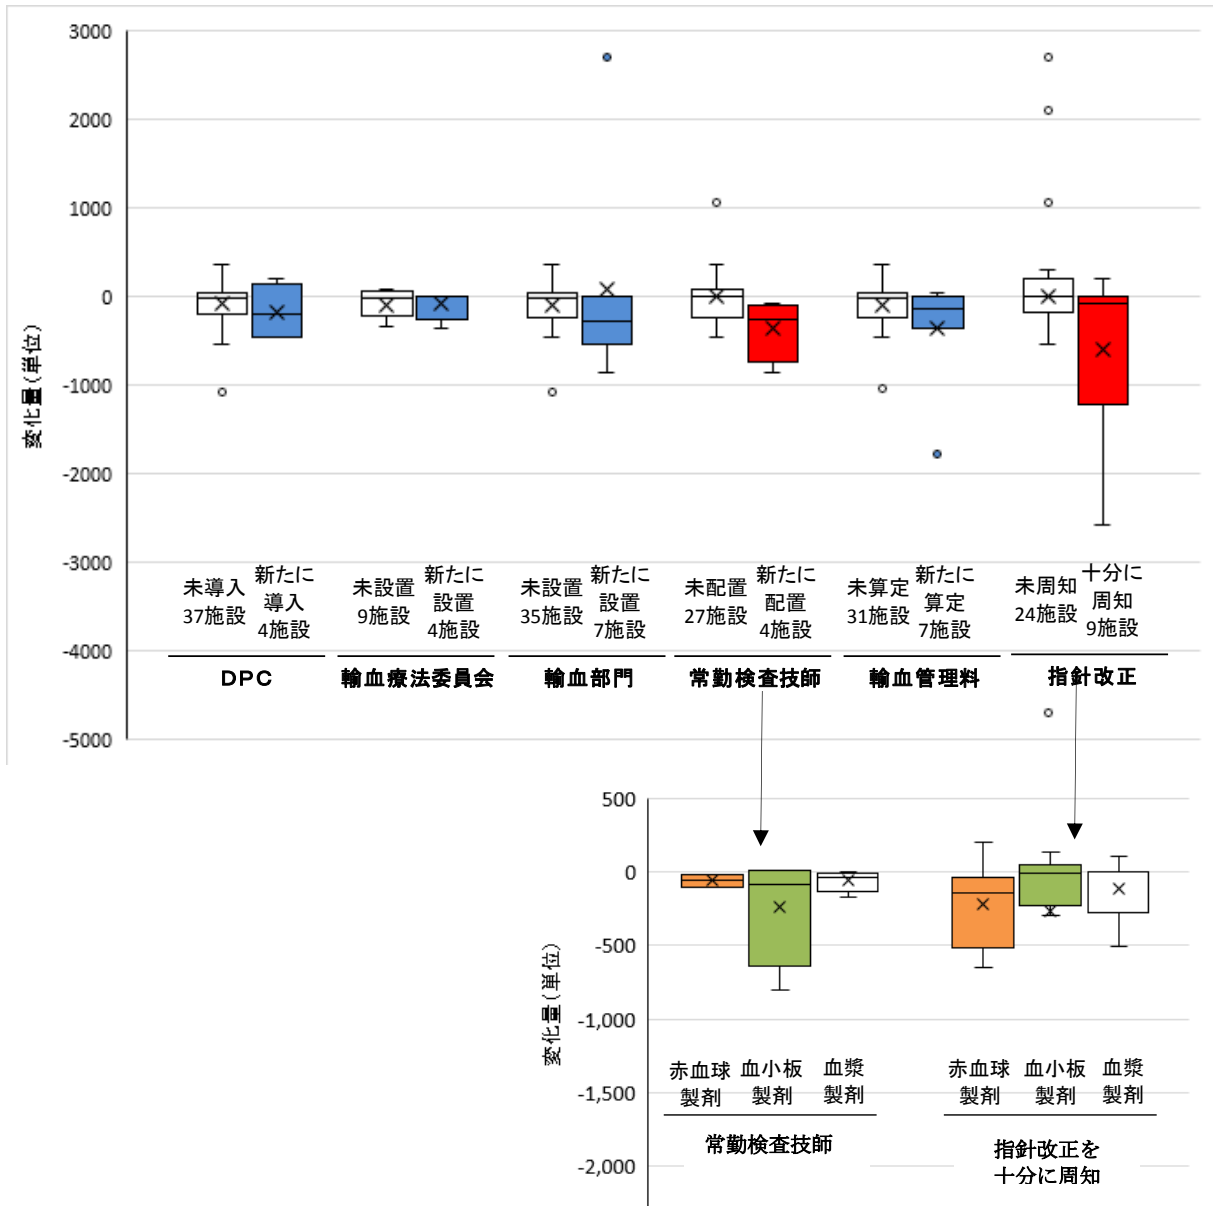 3000
2000
1000
0
-1000
-2000
-3000
-4000
-5000
変化量(単位)
未導入
37施設
新たに
導入
4施設
未設置
9施設
新たに
設置
4施設
未設置
35施設
新たに
設置
7施設
未配置
27施設
新たに
配置
4施設
未算定
31施設
新たに
算定
7施設
未周知
24施設
十分に
周知
9施設
DPC
輸血療法委員会
輸血部門
常勤検査技師
輸血管理料
指針改正
500
0
-500
-1,000
-1,500
-2,000
変化量(単位)
赤血球
製剤
血小板
製剤
血漿
製剤
赤血球
製剤
血小板
製剤
血漿
製剤
常勤検査技師
指針改正を
十分に周知